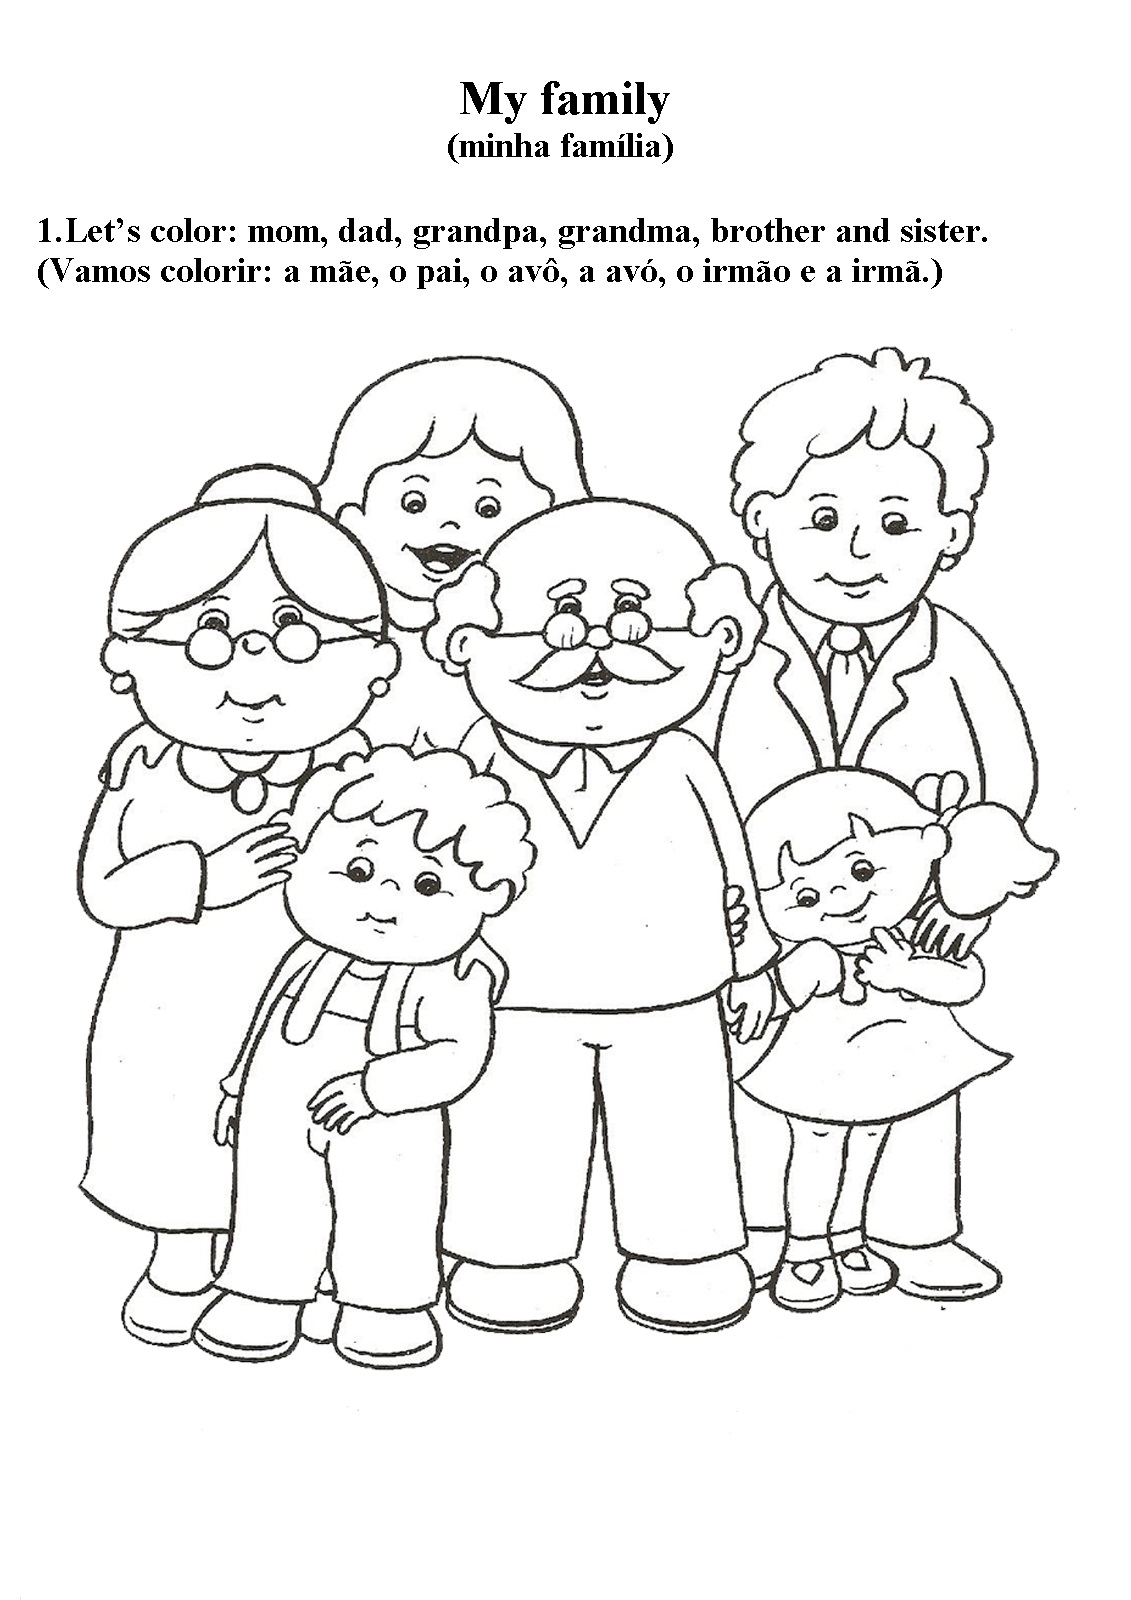 My family
(minha família)
1.Let’s color: mom, dad, grandpa, grandma, brother and sister.
(Vamos colorir: a mãe, o pai, o avô, a avó, o irmão e a irmã.)